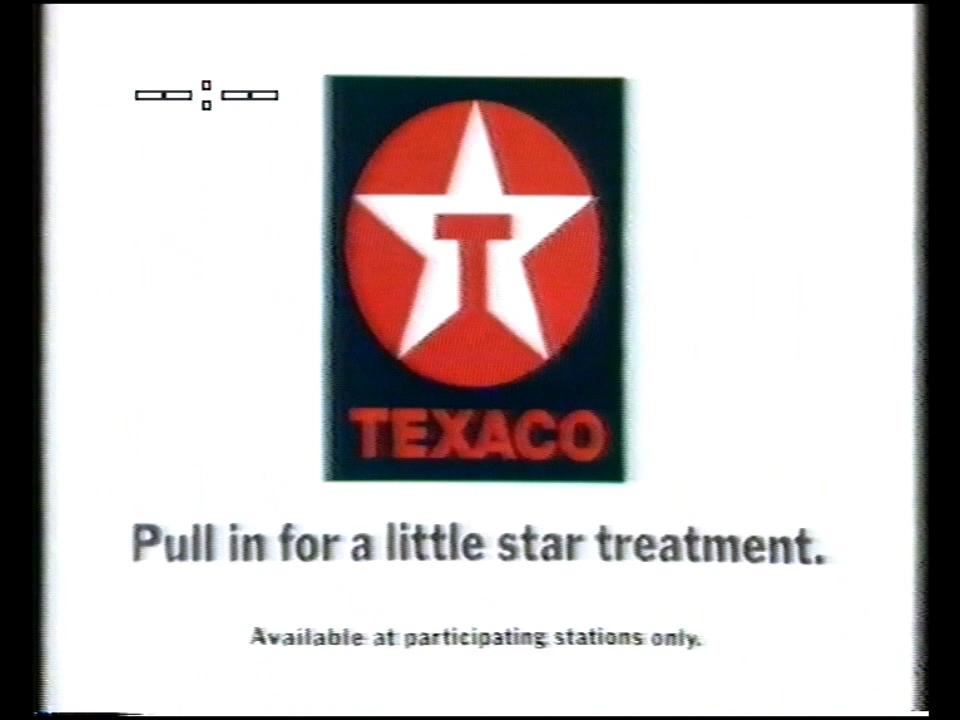 --:--
T
TEXACO
Pull in for a little star treatment.
Available at participating stations only.